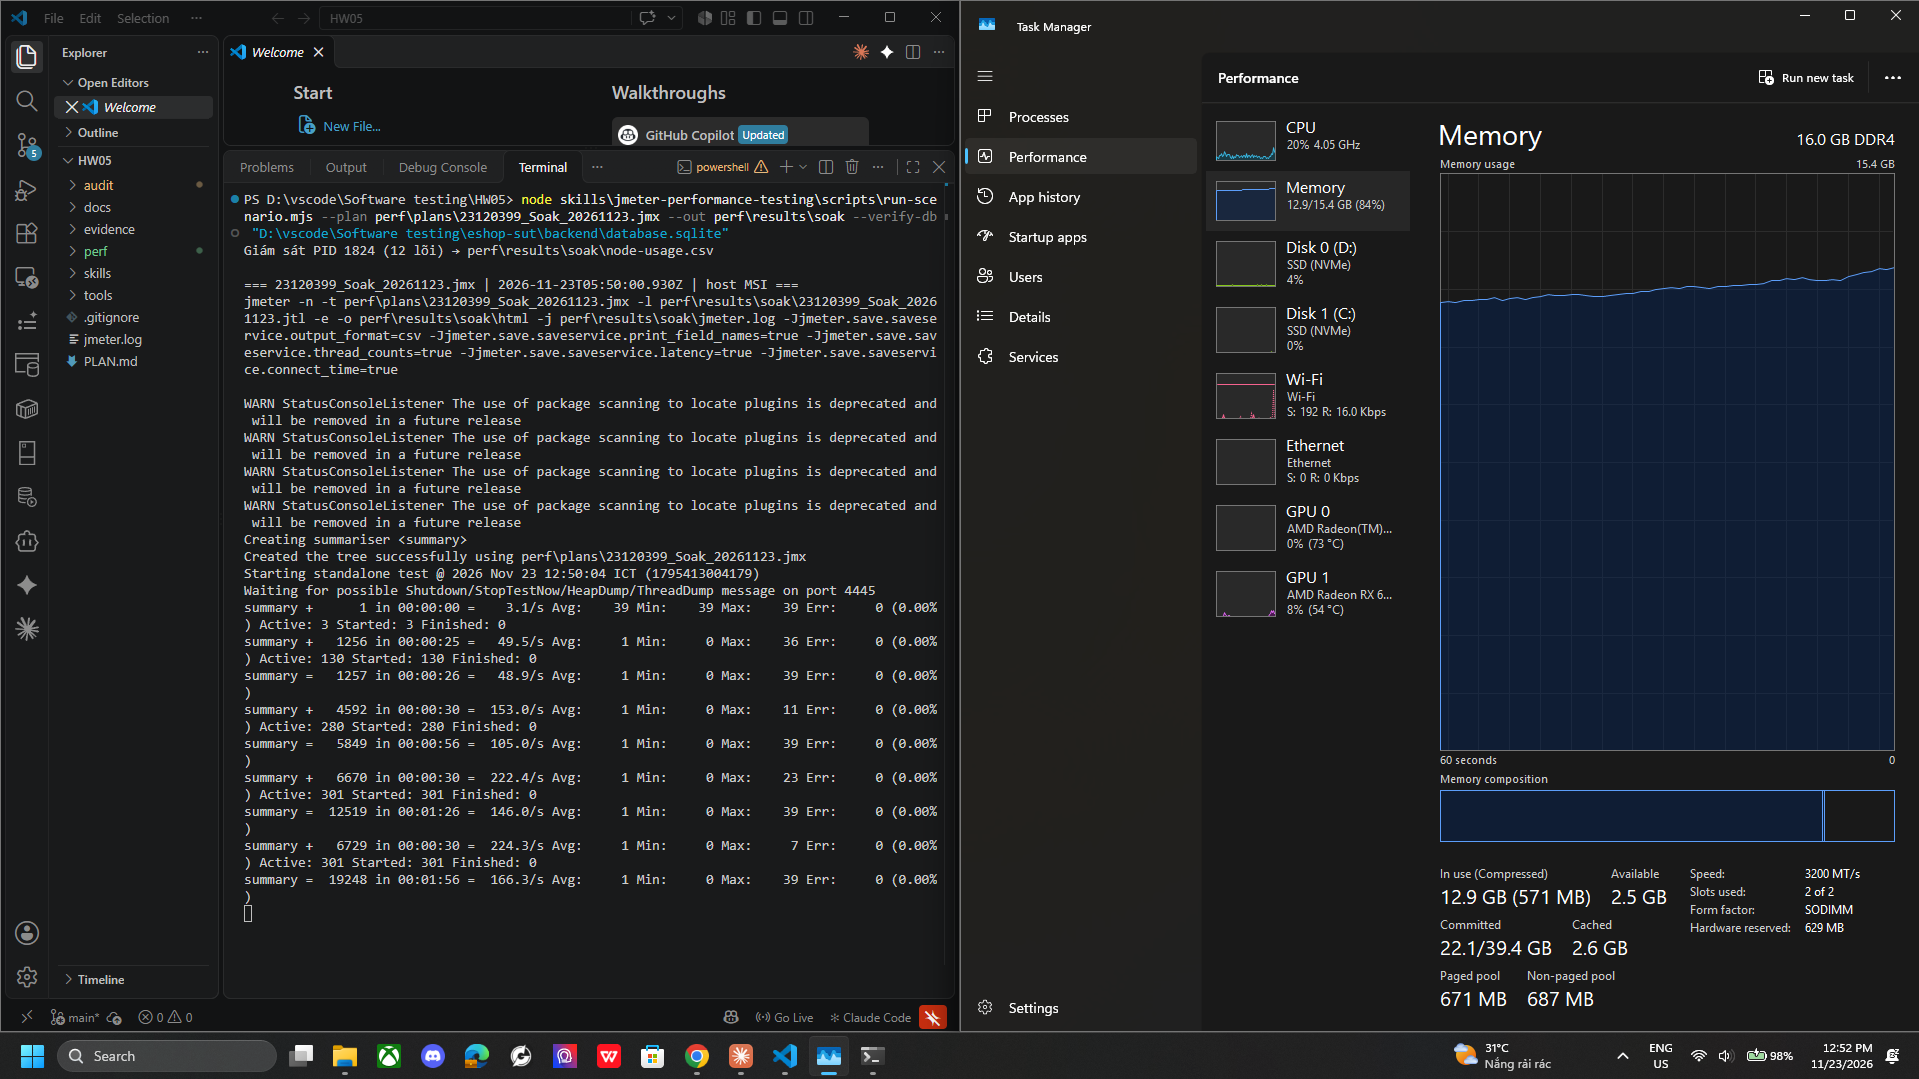 File Edit Selection ··· HW05
Explorer
Open Editors
Welcome
Outline
HW05
audit
docs
evidence
perf
skills
tools
.gitignore
jmeter.log
PLAN.md
Timeline
5
Welcome
Start
New File...
Walkthroughs
GitHub Copilot Updated
Problems Output Debug Console Terminal ··· powershell
PS D:\vscode\Software testing\HW05> node skills\jmeter-performance-testing\scripts\run-sce
nario.mjs --plan perf\plans\23120399_Soak_20261123.jmx --out perf\results\soak --verify-db
"D:\vscode\Software testing\eshop-sut\backend\database.sqlite"
Giám sát PID 1824 (12 lõi) → perf\results\soak\node-usage.csv
=== 23120399_Soak_20261123.jmx | 2026-11-23T05:50:00.930Z | host MSI ===
jmeter -n -t perf\plans\23120399_Soak_20261123.jmx -l perf\results\soak\23120399_Soak_2026
1123.jtl -e -o perf\results\soak\html -j perf\results\soak\jmeter.log -Jjmeter.save.savese
rvice.output_format=csv -Jjmeter.save.saveservice.print_field_names=true -Jjmeter.save.sav
eservice.thread_counts=true -Jjmeter.save.saveservice.latency=true -Jjmeter.save.saveservi
ce.connect_time=true
WARN StatusConsoleListener The use of package scanning to locate plugins is deprecated and
will be removed in a future release
WARN StatusConsoleListener The use of package scanning to locate plugins is deprecated and
will be removed in a future release
WARN StatusConsoleListener The use of package scanning to locate plugins is deprecated and
will be removed in a future release
WARN StatusConsoleListener The use of package scanning to locate plugins is deprecated and
will be removed in a future release
Creating summariser <summary>
Created the tree successfully using perf\plans\23120399_Soak_20261123.jmx
Starting standalone test @ 2026 Nov 23 12:50:04 ICT (1795413004179)
Waiting for possible Shutdown/StopTestNow/HeapDump/ThreadDump message on port 4445
summary + 1 in 00:00:00 = 3.1/s Avg: 39 Min: 39 Max: 39 Err: 0 (0.00%
) Active: 3 Started: 3 Finished: 0
summary + 1256 in 00:00:25 = 49.5/s Avg: 1 Min: 0 Max: 36 Err: 0 (0.00%
) Active: 130 Started: 130 Finished: 0
summary = 1257 in 00:00:26 = 48.9/s Avg: 1 Min: 0 Max: 39 Err: 0 (0.00%
)
summary + 4592 in 00:00:30 = 153.0/s Avg: 1 Min: 0 Max: 11 Err: 0 (0.00%
) Active: 280 Started: 280 Finished: 0
summary = 5849 in 00:00:56 = 105.0/s Avg: 1 Min: 0 Max: 39 Err: 0 (0.00%
)
summary + 6670 in 00:00:30 = 222.4/s Avg: 1 Min: 0 Max: 23 Err: 0 (0.00%
) Active: 301 Started: 301 Finished: 0
summary = 12519 in 00:01:26 = 146.0/s Avg: 1 Min: 0 Max: 39 Err: 0 (0.00%
)
summary + 6729 in 00:00:30 = 224.3/s Avg: 1 Min: 0 Max: 7 Err: 0 (0.00%
) Active: 301 Started: 301 Finished: 0
summary = 19248 in 00:01:56 = 166.3/s Avg: 1 Min: 0 Max: 39 Err: 0 (0.00%
)
main* 0 0 Go Live Claude Code
Task Manager
Processes
Performance
App history
Startup apps
Users
Details
Services
Settings
Performance
Run new task
CPU
20% 4.05 GHz
Memory
12.9/15.4 GB (84%)
Disk 0 (D:)
SSD (NVMe)
4%
Disk 1 (C:)
SSD (NVMe)
0%
Wi-Fi
Wi-Fi
S: 192 R: 16.0 Kbps
Ethernet
Ethernet
S: 0 R: 0 Kbps
GPU 0
AMD Radeon(TM)...
0% (73 °C)
GPU 1
AMD Radeon RX 6...
8% (54 °C)
Memory 16.0 GB DDR4
Memory usage 15.4 GB
60 seconds 0
Memory composition
In use (Compressed) Available
12.9 GB (571 MB) 2.5 GB
Committed Cached
22.1/39.4 GB 2.6 GB
Paged pool Non-paged pool
671 MB 687 MB
Speed: 3200 MT/s
Slots used: 2 of 2
Form factor: SODIMM
Hardware reserved: 629 MB
Search
31°C
Nắng rải rác
ENG
US
98%
12:52 PM
11/23/2026